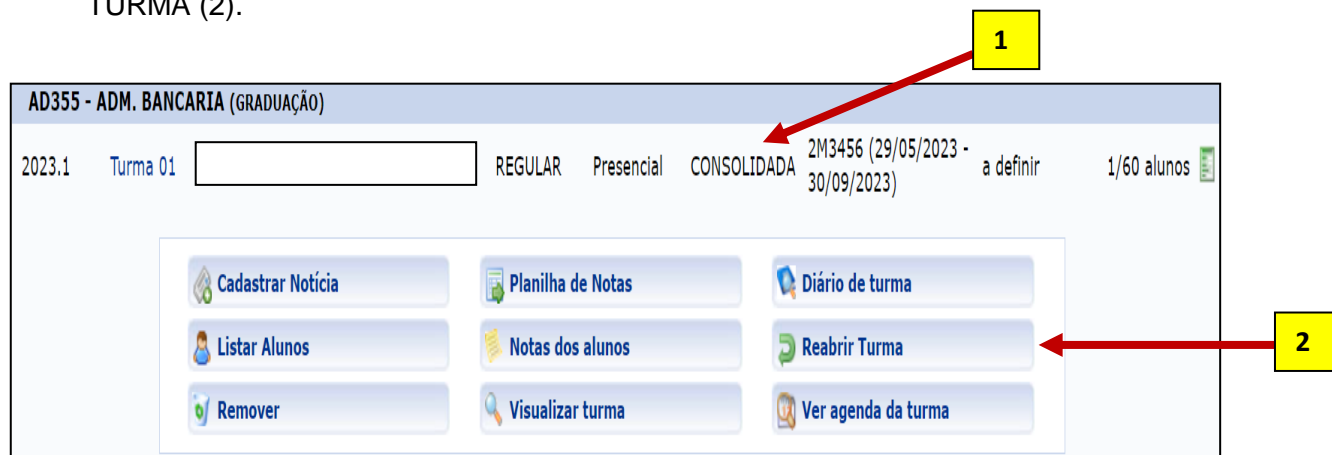 TURMA (2).
1
AD355 - ADM. BANCARIA (GRADUAÇÃO)
2023.1 Turma 01 REGULAR Presencial CONSOLIDADA 2M3456 (29/05/2023 - 30/09/2023) a definir 1/60 alunos
Cadastrar Notícia Planilha de Notas Diário de turma
Listar Alunos Notas dos alunos Reabrir Turma
2
Remover Visualizar turma Ver agenda da turma